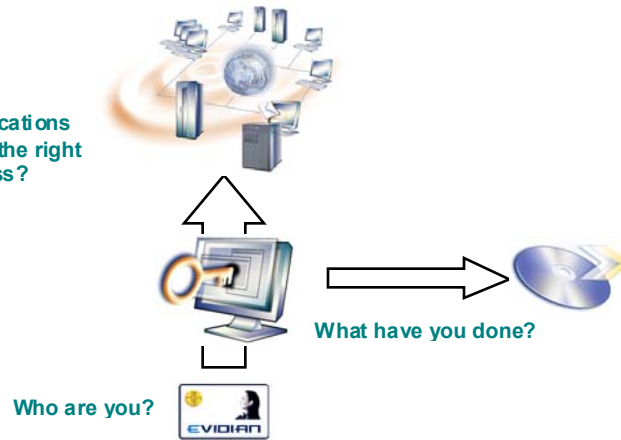 cations
the right
ss?
What have you done?
Who are you?
EVIDIAN